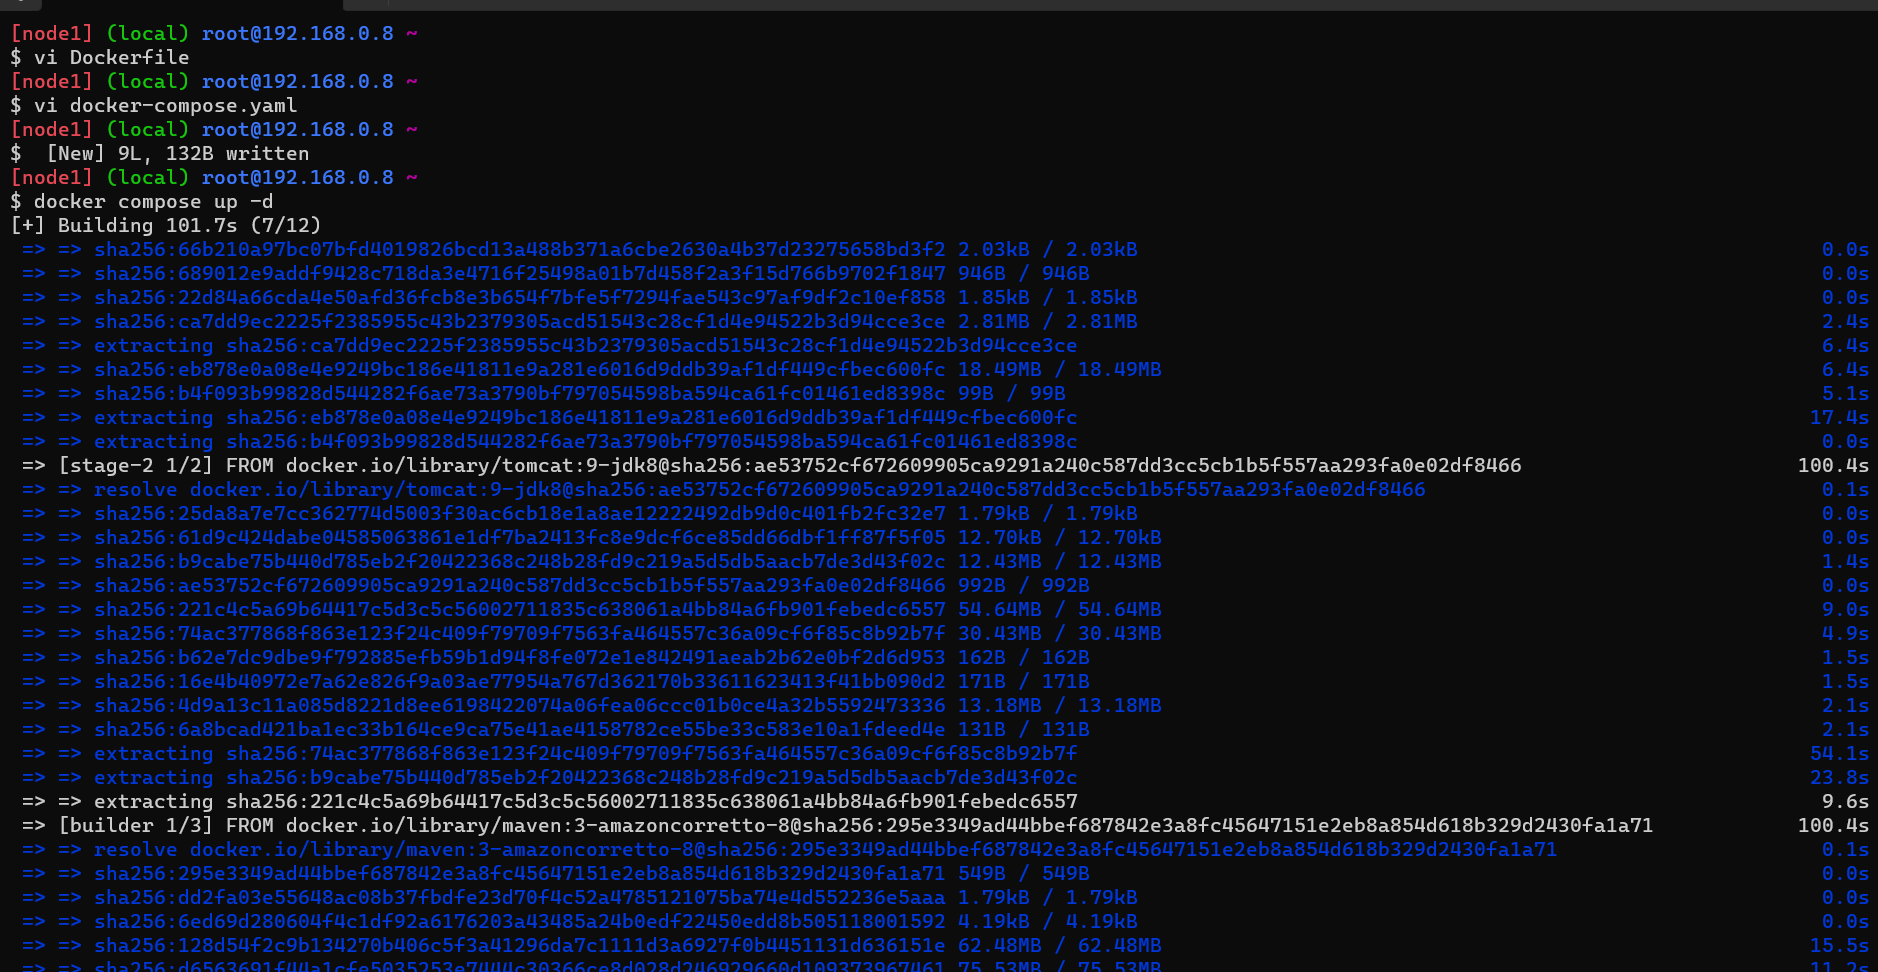 [node1] (local) root@192.168.0.8 ~
$ vi Dockerfile
[node1] (local) root@192.168.0.8 ~
$ vi docker-compose.yaml
[node1] (local) root@192.168.0.8 ~
$  [New] 9L, 132B written
[node1] (local) root@192.168.0.8 ~
$ docker compose up -d
[+] Building 101.7s (7/12)
=> => sha256:66b210a97bc07bfd4019826bcd13a488b371a6cbe2630a4b37d23275658bd3f2 2.03kB / 2.03kB 0.0s
=> => sha256:689012e9addf9428c718da3e4716f25498a01b7d458f2a3f15d766b9702f1847 946B / 946B 0.0s
=> => sha256:22d84a66cda4e50afd36fcb8e3b654f7bfe5f7294fae543c97af9df2c10ef858 1.85kB / 1.85kB 0.0s
=> => sha256:ca7dd9ec2225f2385955c43b2379305acd51543c28cf1d4e94522b3d94cce3ce 2.81MB / 2.81MB 2.4s
=> => extracting sha256:ca7dd9ec2225f2385955c43b2379305acd51543c28cf1d4e94522b3d94cce3ce 6.4s
=> => sha256:eb878e0a08e4e9249bc186e41811e9a281e6016d9ddb39af1df449cfbec600fc 18.49MB / 18.49MB 6.4s
=> => sha256:b4f093b99828d544282f6ae73a3790bf797054598ba594ca61fc01461ed8398c 99B / 99B 5.1s
=> => extracting sha256:eb878e0a08e4e9249bc186e41811e9a281e6016d9ddb39af1df449cfbec600fc 17.4s
=> => extracting sha256:b4f093b99828d544282f6ae73a3790bf797054598ba594ca61fc01461ed8398c 0.0s
=> [stage-2 1/2] FROM docker.io/library/tomcat:9-jdk8@sha256:ae53752cf672609905ca9291a240c587dd3cc5cb1b5f557aa293fa0e02df8466 100.4s
=> => resolve docker.io/library/tomcat:9-jdk8@sha256:ae53752cf672609905ca9291a240c587dd3cc5cb1b5f557aa293fa0e02df8466 0.1s
=> => sha256:25da8a7e7cc362774d5003f30ac6cb18e1a8ae12222492db9d0c401fb2fc32e7 1.79kB / 1.79kB 0.0s
=> => sha256:61d9c424dabe04585063861e1df7ba2413fc8e9dcf6ce85dd66dbf1ff87f5f05 12.70kB / 12.70kB 0.0s
=> => sha256:b9cabe75b440d785eb2f20422368c248b28fd9c219a5d5db5aacb7de3d43f02c 12.43MB / 12.43MB 1.4s
=> => sha256:ae53752cf672609905ca9291a240c587dd3cc5cb1b5f557aa293fa0e02df8466 992B / 992B 0.0s
=> => sha256:221c4c5a69b64417c5d3c5c56002711835c638061a4bb84a6fb901febedc6557 54.64MB / 54.64MB 9.0s
=> => sha256:74ac377868f863e123f24c409f79709f7563fa464557c36a09cf6f85c8b92b7f 30.43MB / 30.43MB 4.9s
=> => sha256:b62e7dc9dbe9f792885efb59b1d94f8fe072e1e842491aeab2b62e0bf2d6d953 162B / 162B 1.5s
=> => sha256:16e4b40972e7a62e826f9a03ae77954a767d362170b33611623413f41bb090d2 171B / 171B 1.5s
=> => sha256:4d9a13c11a085d8221d8ee6198422074a06fea06ccc01b0ce4a32b5592473336 13.18MB / 13.18MB 2.1s
=> => sha256:6a8bcad421ba1ec33b164ce9ca75e41ae4158782ce55be33c583e10a1fdeed4e 131B / 131B 2.1s
=> => extracting sha256:74ac377868f863e123f24c409f79709f7563fa464557c36a09cf6f85c8b92b7f 54.1s
=> => extracting sha256:b9cabe75b440d785eb2f20422368c248b28fd9c219a5d5db5aacb7de3d43f02c 23.8s
=> => extracting sha256:221c4c5a69b64417c5d3c5c56002711835c638061a4bb84a6fb901febedc6557 9.6s
=> [builder 1/3] FROM docker.io/library/maven:3-amazoncorretto-8@sha256:295e3349ad44bbef687842e3a8fc45647151e2eb8a854d618b329d2430fa1a71 100.4s
=> => resolve docker.io/library/maven:3-amazoncorretto-8@sha256:295e3349ad44bbef687842e3a8fc45647151e2eb8a854d618b329d2430fa1a71 0.1s
=> => sha256:295e3349ad44bbef687842e3a8fc45647151e2eb8a854d618b329d2430fa1a71 549B / 549B 0.0s
=> => sha256:dd2fa03e55648ac08b37fbdfe23d70f4c52a4785121075ba74e4d552236e5aaa 1.79kB / 1.79kB 0.0s
=> => sha256:6ed69d280604f4c1df92a6176203a43485a24b0edf22450edd8b505118001592 4.19kB / 4.19kB 0.0s
=> => sha256:128d54f2c9b134270b406c5f3a41296da7c1111d3a6927f0b4451131d636151e 62.48MB / 62.48MB 15.5s
=> => sha256:d6563691f44a1cfe5035253e7444c30366ce8d028d246929660d109373967461 75.53MB / 75.53MB 11.2s